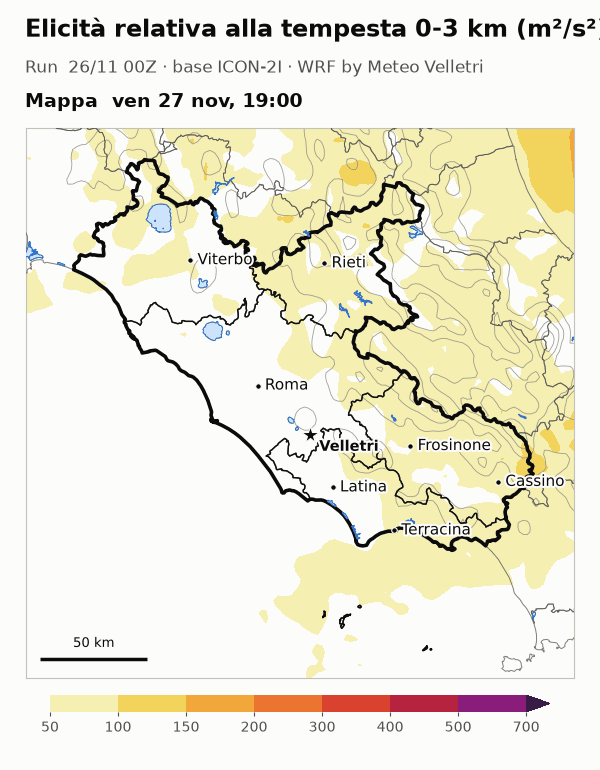 Elicità relativa alla tempesta 0-3 km (m²/s²)
Run 26/11 00Z · base ICON-2I · WRF by Meteo Velletri
Mappa ven 27 nov, 19:00
Viterbo
Rieti
Roma
Velletri
Frosinone
Cassino
Latina
Terracina
50 km
50 100 150 200 300 400 500 700